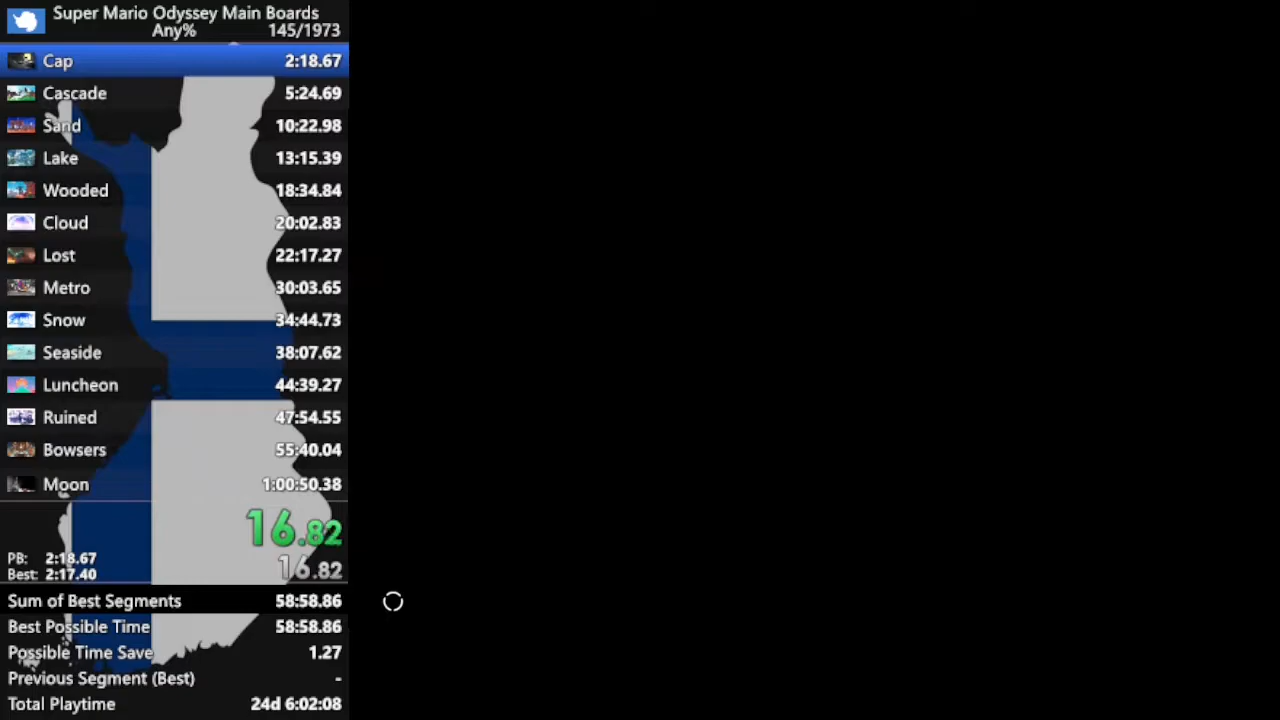 Super Mario Odyssey Main Boards
Any% 145/1973
Cap 2:18.67
Cascade 5:24.69
Sand 10:22.98
Lake 13:15.39
Wooded 18:34.84
Cloud 20:02.83
Lost 22:17.27
Metro 30:03.65
Snow 34:44.73
Seaside 38:07.62
Luncheon 44:39.27
Ruined 47:54.55
Bowsers 55:40.04
Moon 1:00:50.38
16.82
PB: 2:18.67
Best: 2:17.40 16.82
Sum of Best Segments 58:58.86
Best Possible Time 58:58.86
Possible Time Save 1.27
Previous Segment (Best) -
Total Playtime 24d 6:02:08